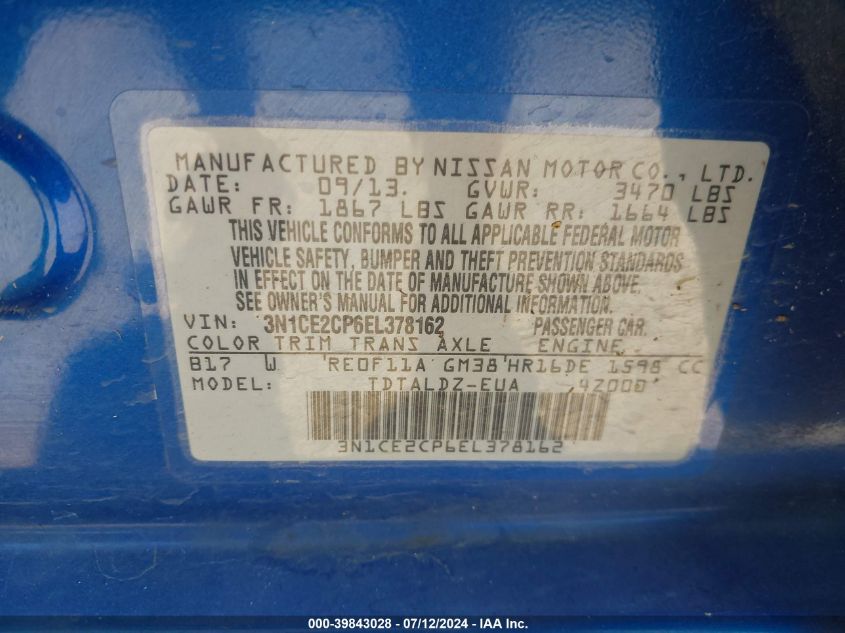 MANUFACTURED BY NISSAN MOTOR CO., LTD.
DATE: 09/13. GVWR: 3470 LBS
GAWR FR: 1867 LBS GAWR RR: 1664 LBS
THIS VEHICLE CONFORMS TO ALL APPLICABLE FEDERAL MOTOR
VEHICLE SAFETY, BUMPER AND THEFT PREVENTION STANDARDS
IN EFFECT ON THE DATE OF MANUFACTURE SHOWN ABOVE.
SEE OWNER'S MANUAL FOR ADDITIONAL INFORMATION.
VIN: 3N1CE2CP6EL378162 PASSENGER CAR.
COLOR TRIM TRANS AXLE ENGINE
B17 W RE0F11A GM38 HR16DE 1598 CC
MODEL: TDTALDZ-EUA 42000
3N1CE2CP6EL378162
000-39843028 - 07/12/2024 - IAA Inc.